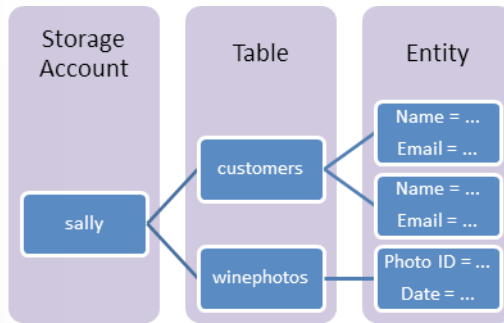 Storage
Account
Table
Entity
sally
customers
winephotos
Name = ...
Email = ...
Name = ...
Email = ...
Photo ID = ...
Date = ...